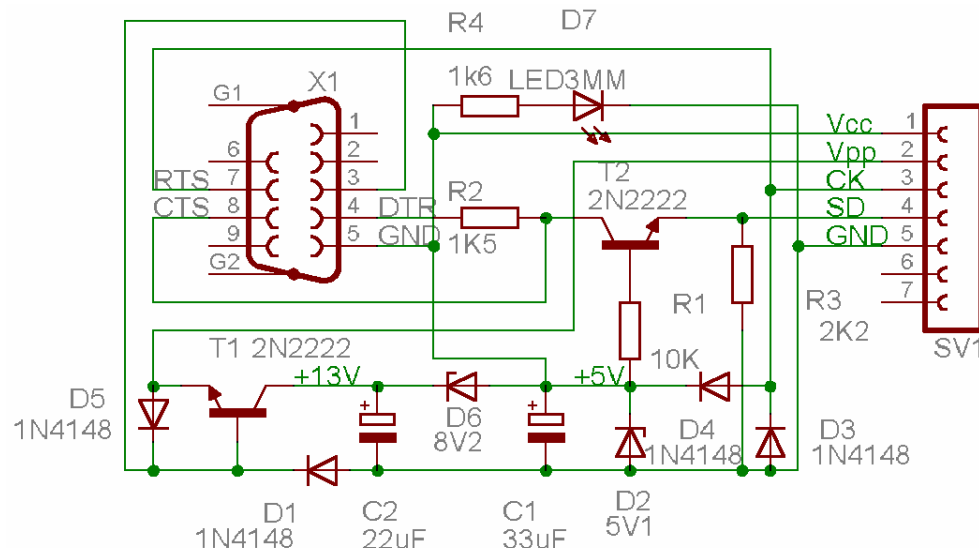 R4 D7
X1
1k6 LED3MM
G1
1
Vcc 1
6
2
T2
Vpp 2
RTS 7
3
R2
2N2222
CK 3
CTS 8
DTR 4
SD 4
GND 5
1K5
GND 5
9
G2
6
R1
R3
7
2K2
T1 2N2222
SV1
10K
+13V +5V
D5
1N4148
D6
8V2
D4
1N4148
D3
1N4148
D1
1N4148
C2
22uF
C1
33uF
D2
5V1
+
+